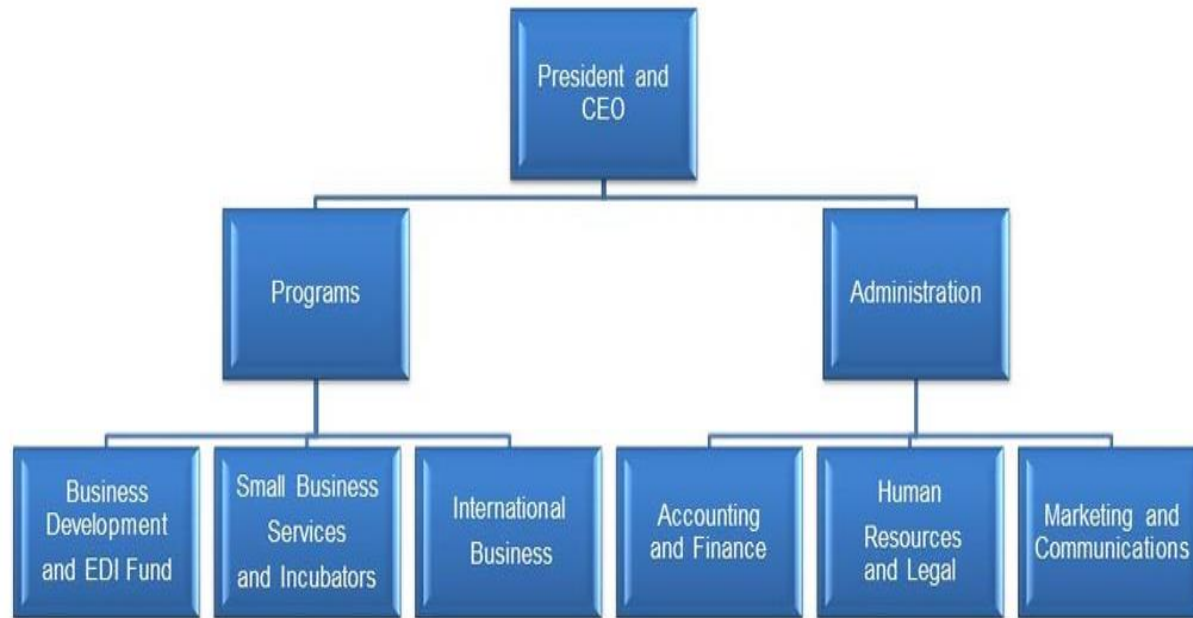 President and
CEO
Programs
Administration
Business
Development
and EDI Fund
Small Business
Services
and Incubators
International
Business
Accounting
and Finance
Human
Resources
and Legal
Marketing and
Communications